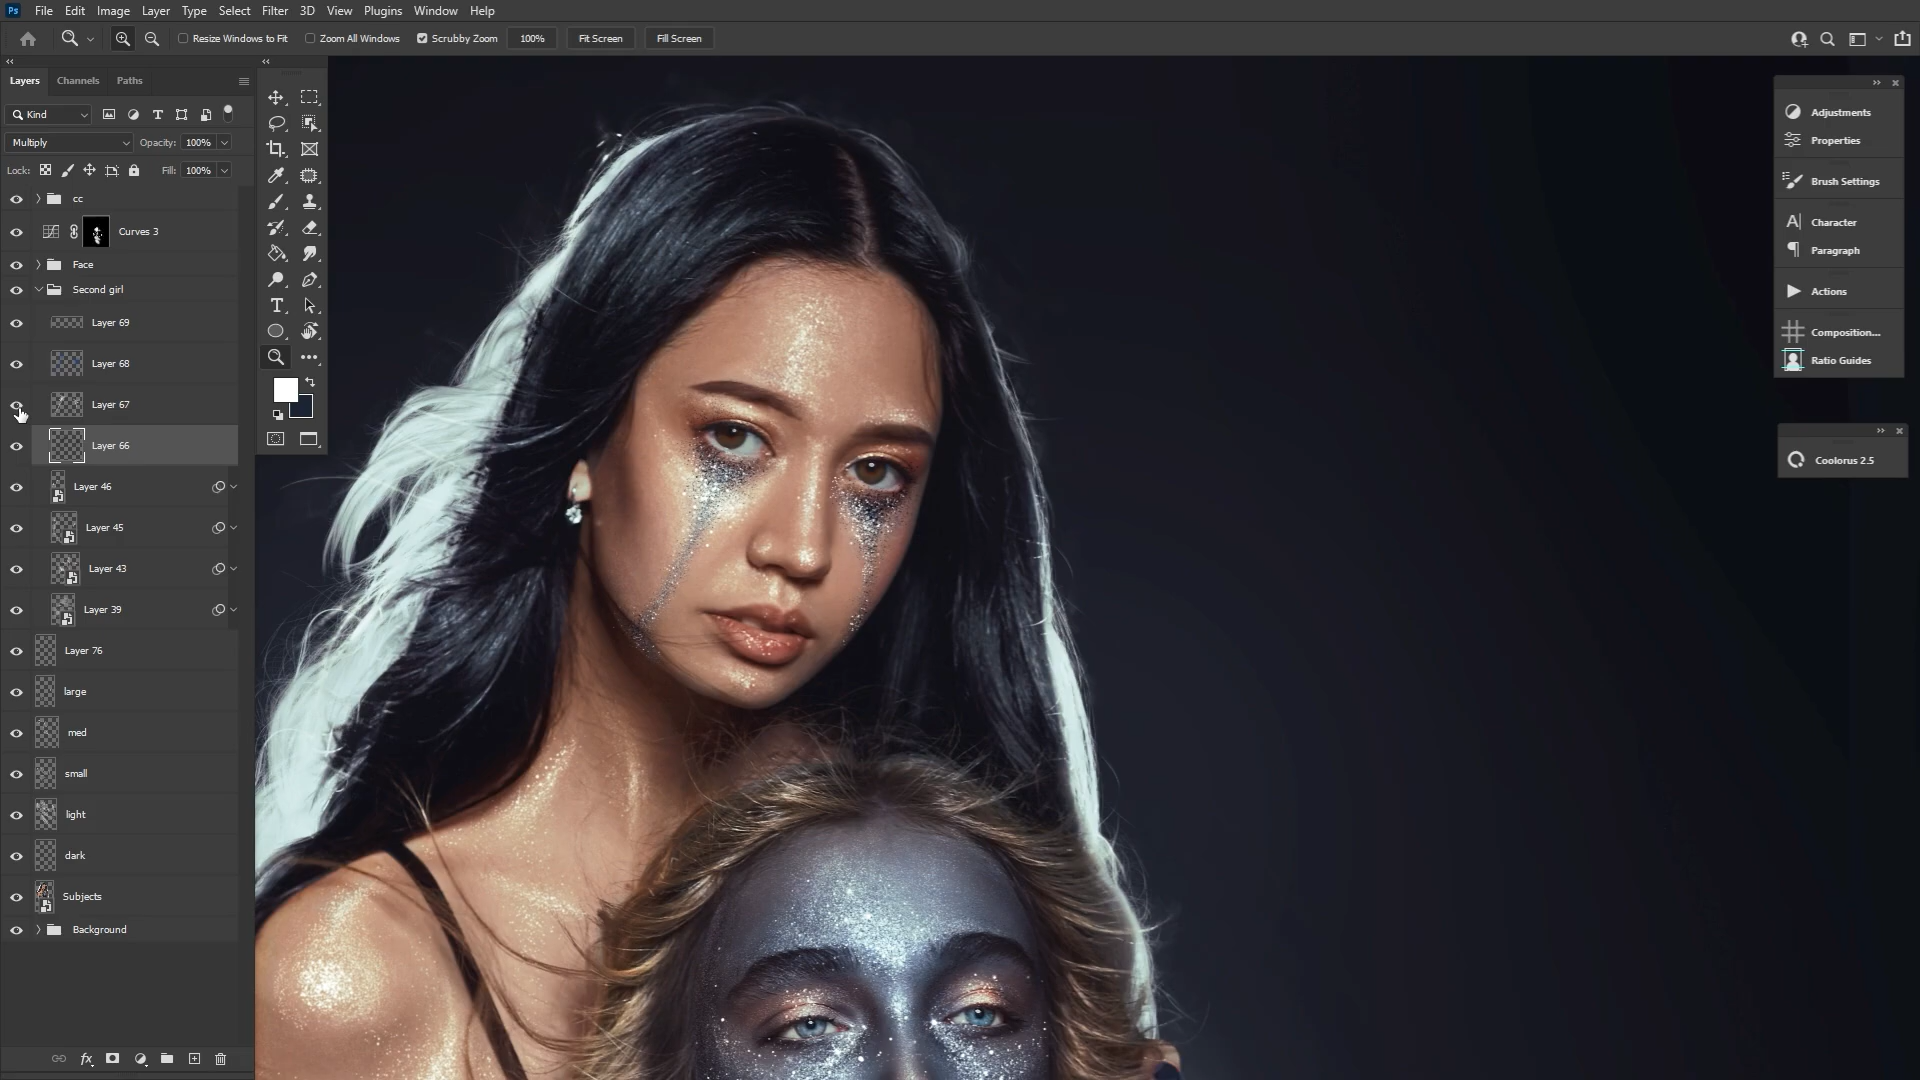 Ps File Edit Image Layer Type Select Filter 3D View Plugins Window Help
Resize Windows to Fit Zoom All Windows Scrubby Zoom 100% Fit Screen Fill Screen
Layers Channels Paths
Kind
Multiply Opacity: 100%
Lock: Fill: 100%
cc
Curves 3
Face
Second girl
Layer 69
Layer 68
Layer 67
Layer 66
Layer 46
Layer 45
Layer 43
Layer 39
Layer 76
large
med
small
light
dark
Subjects
Background
fx
Adjustments
Properties
Brush Settings
Character
Paragraph
Actions
Composition...
Ratio Guides
Coolorus 2.5